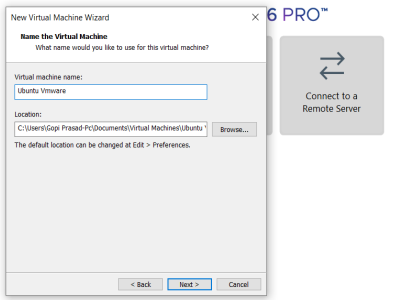 New Virtual Machine Wizard
6 PRO™
Name the Virtual Machine
What name would you like to use for this virtual machine?
Virtual machine name:
Ubuntu Vmware
Location:
C:\Users\Gopi Prasad-Pc\Documents\Virtual Machines\Ubuntu
Browse...
The default location can be changed at Edit > Preferences.
Connect to a
Remote Server
< Back
Next >
Cancel